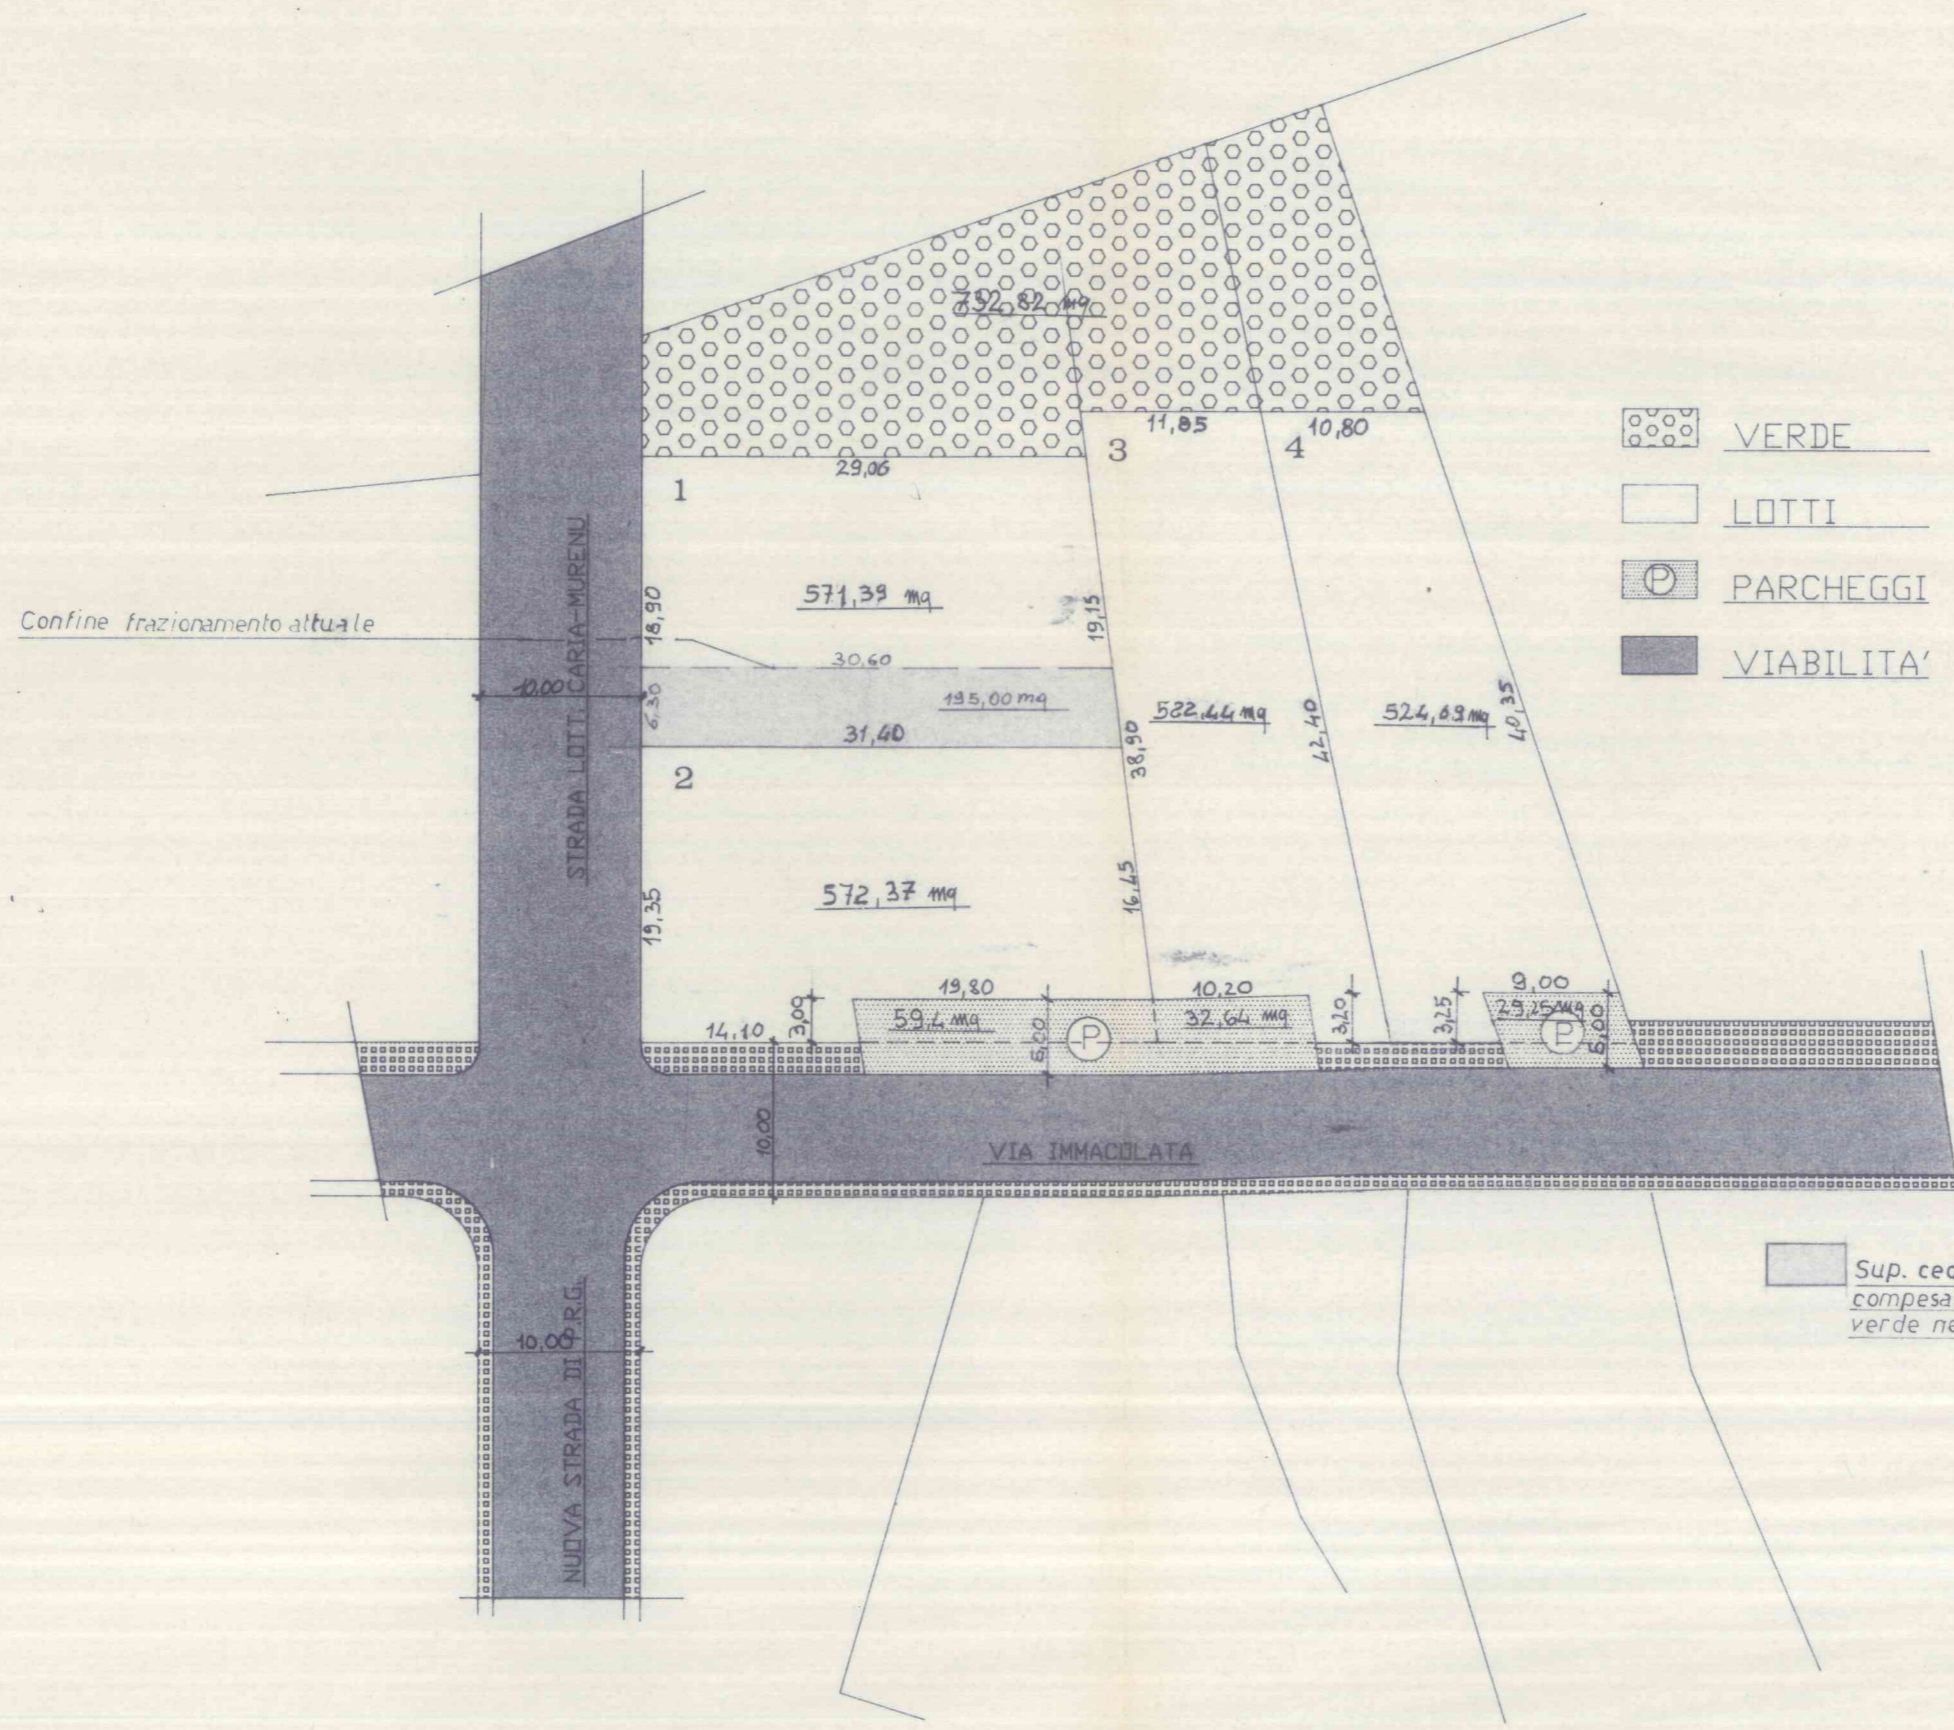 732,82 mq
11,85
10,80
3
4
29,06
1
VERDE
LOTTI
P
PARCHEGGI
VIABILITA'
STRADA LOTT. CARIA-MURENU
18,90
571,39 mq
19,15
Confine frazionamento attuale
30,60
10,00
6,30
195,00 mq
31,40
38,90
582,44 mq
42,40
524,69 mq
40,35
2
19,35
572,37 mq
16,45
19,80
10,20
9,00
14,10
3,00
59,4 mq
5,00
P
32,64 mq
3,20
3,25
29,25 mq
P
5,00
10,00
VIA IMMACOLATA
Sup. ced
compesa
verde ne
10,00
NUOVA STRADA DI P.R.G.